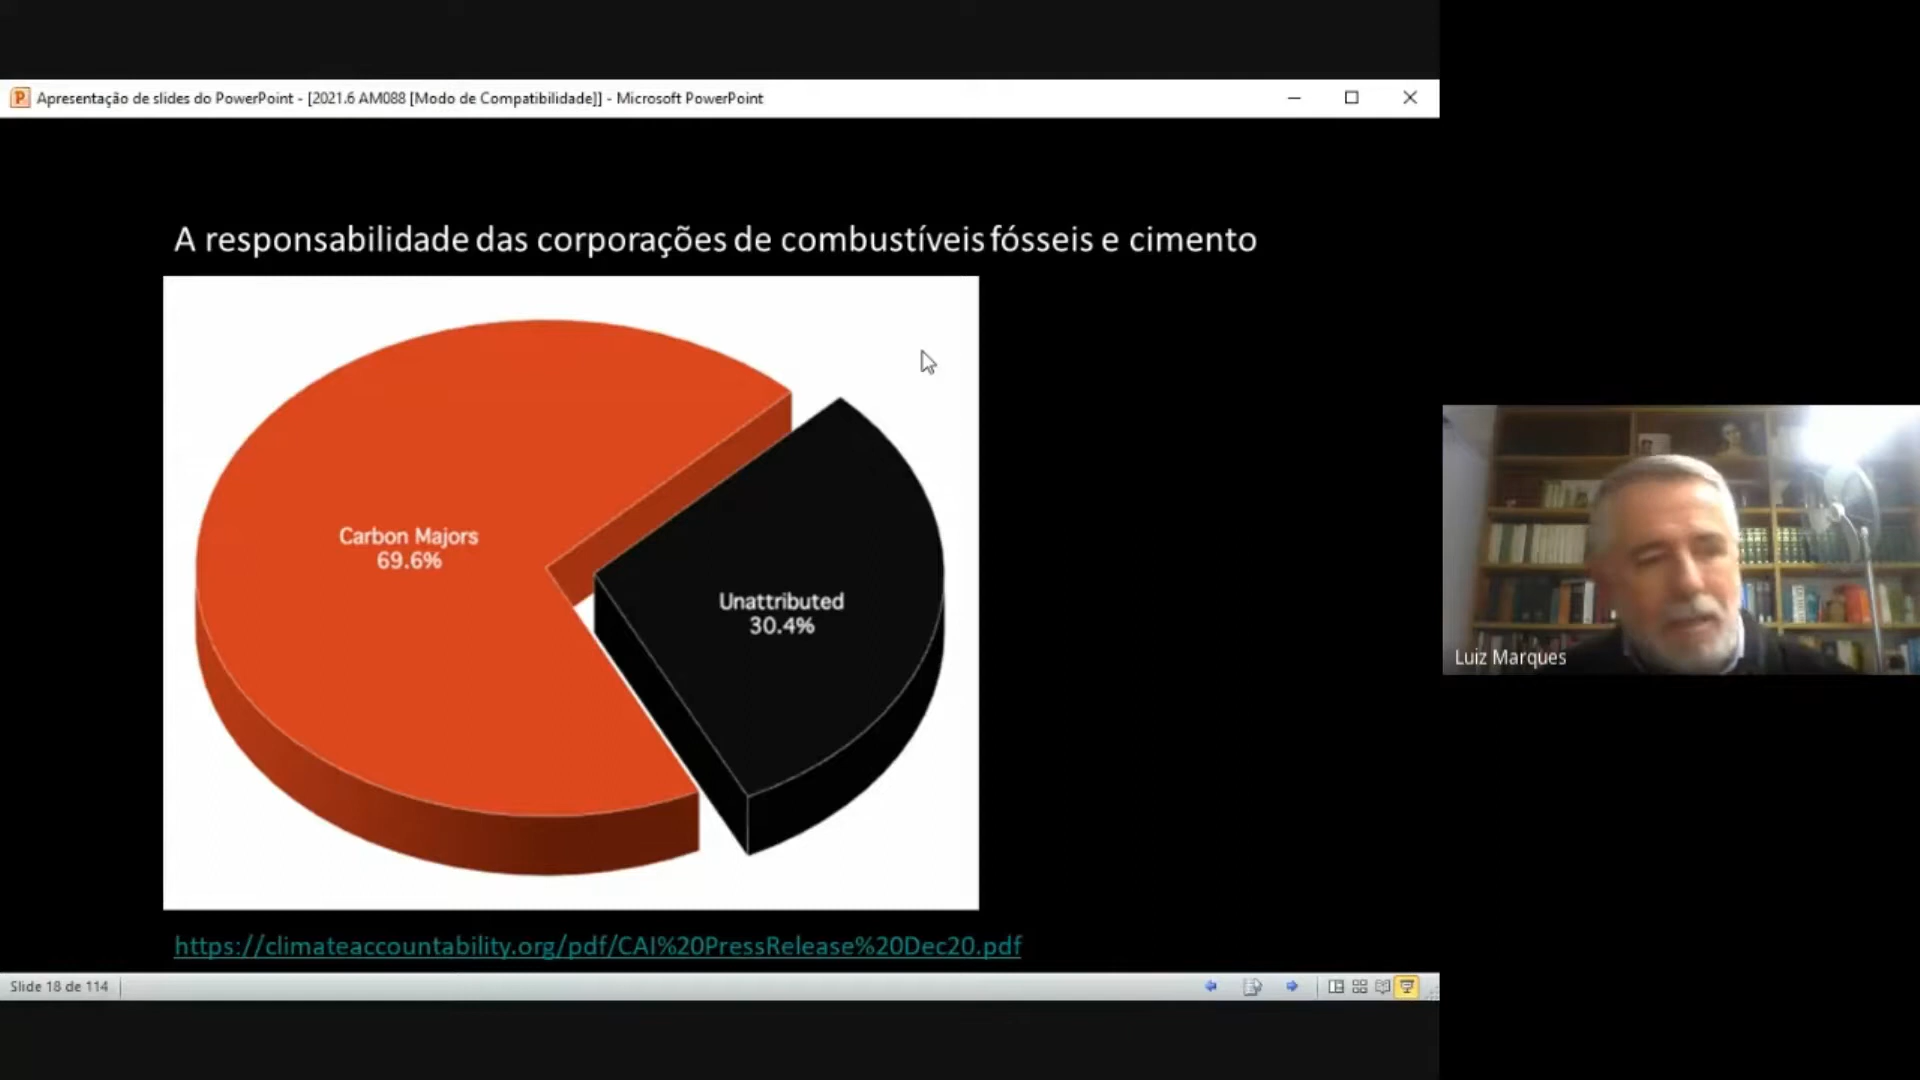 Apresentação de slides do PowerPoint - [2021.6 AM088 [Modo de Compatibilidade]] - Microsoft PowerPoint
A responsabilidade das corporações de combustíveis fósseis e cimento
Carbon Majors
69.6%
Unattributed
30.4%
Luiz Marques
https://climateaccountability.org/pdf/CAI%20PressRelease%20Dec20.pdf
Slide 18 de 114